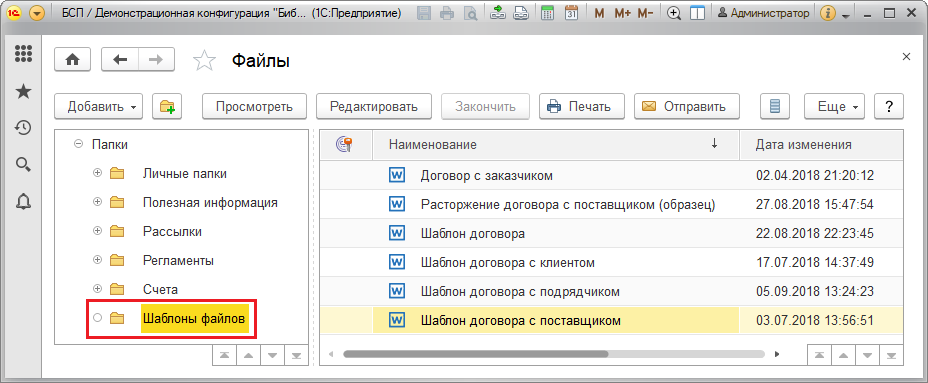 БСП / Демонстрационная конфигурация "Биб... (1С:Предприятие) M M+ M- Администратор
Файлы
Добавить Просмотреть Редактировать Закончить Печать Отправить Еще ?
Папки
Личные папки
Полезная информация
Рассылки
Регламенты
Счета
Шаблоны файлов
Наименование Дата изменения
Договор с заказчиком 02.04.2018 21:20:12
Расторжение договора с поставщиком (образец) 27.08.2018 15:47:54
Шаблон договора 22.08.2018 22:23:45
Шаблон договора с клиентом 17.07.2018 14:37:49
Шаблон договора с подрядчиком 05.09.2018 13:24:23
Шаблон договора с поставщиком 03.07.2018 13:56:51